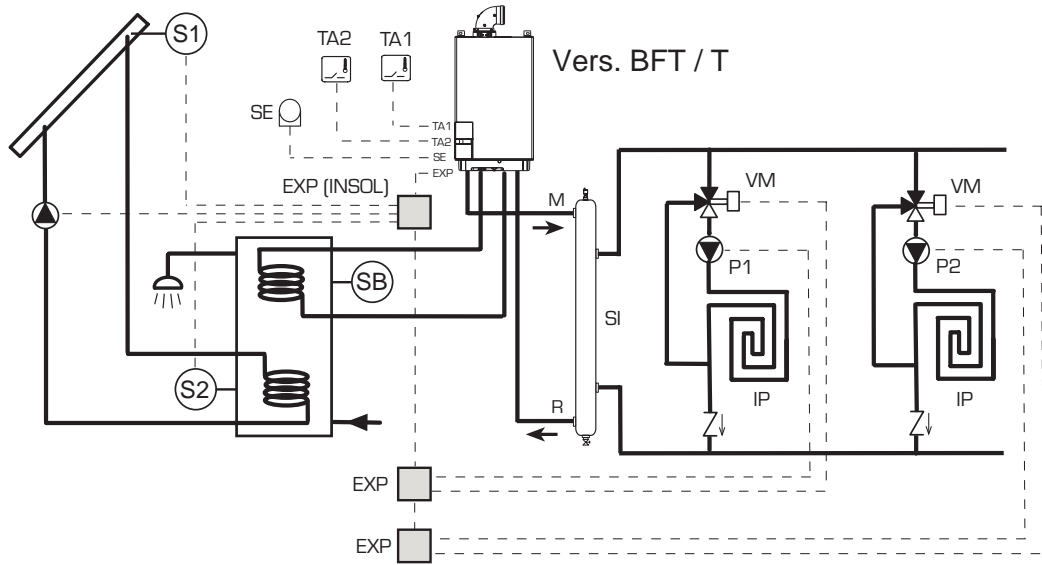 S1
TA2
TA1
Vers. BFT / T
SE
TA1
TA2
SE
EXP
EXP (INSOL)
M
VM
VM
P1
P2
SB
SI
S2
IP
IP
R
EXP
EXP